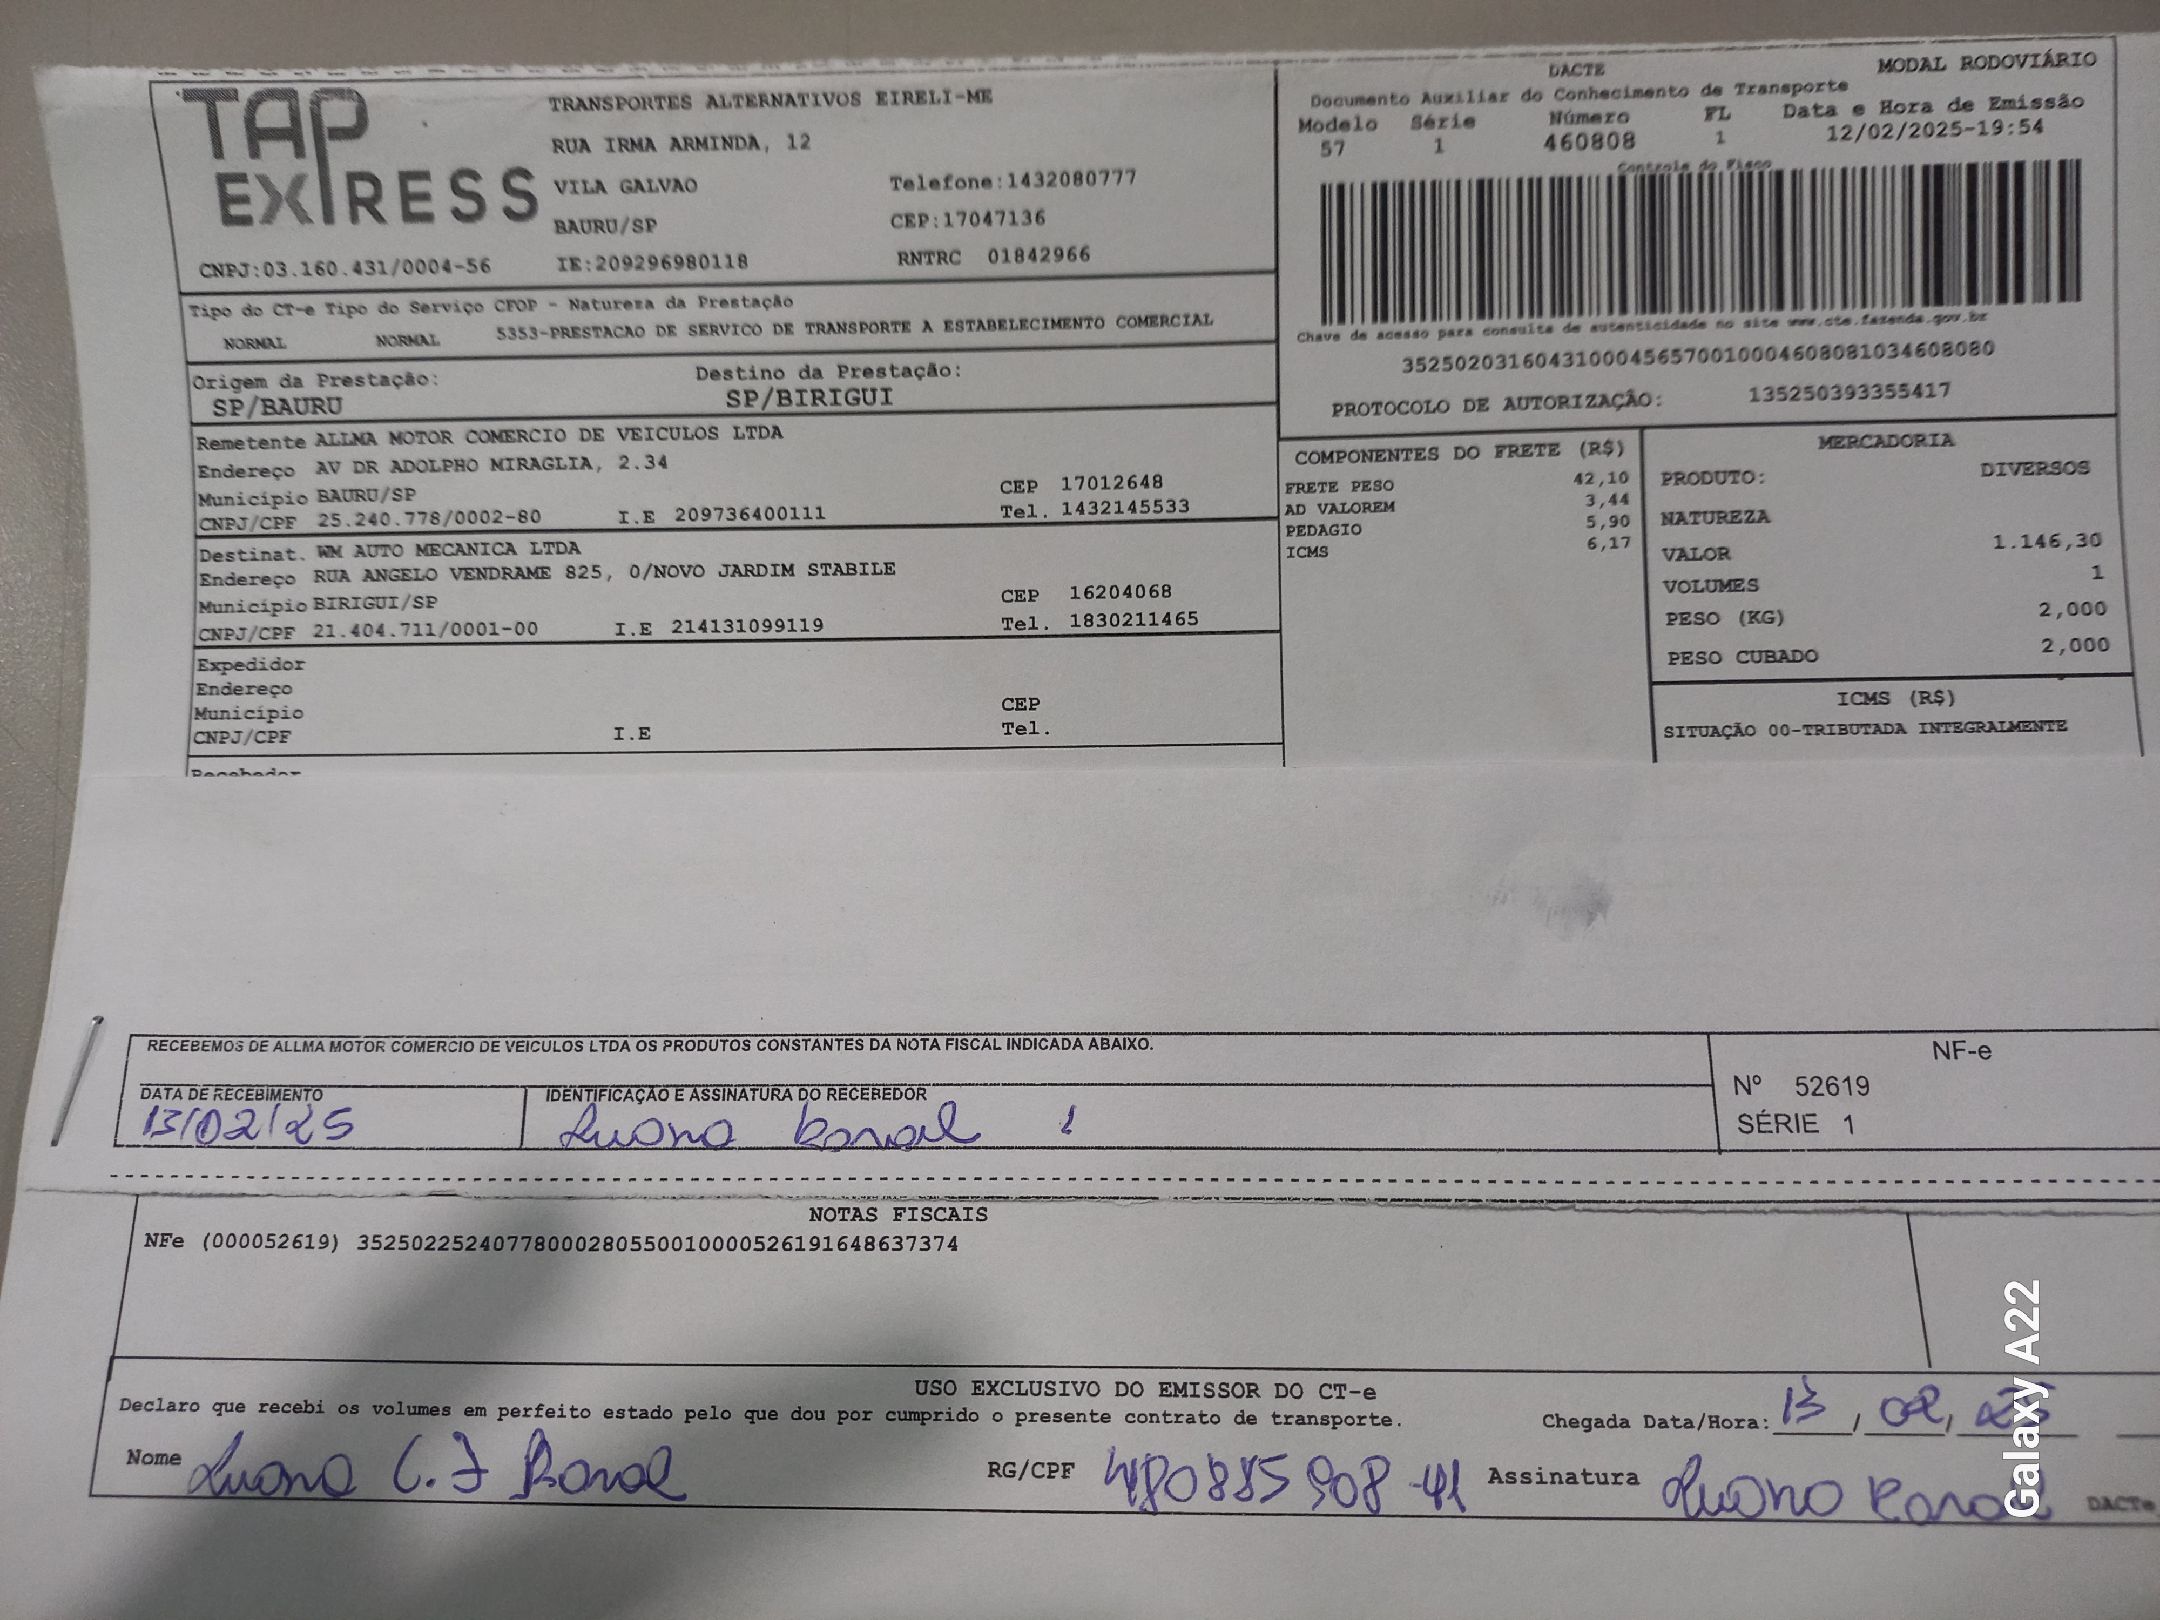 TAP EXPRESS
TRANSPORTES ALTERNATIVOS EIRELI-ME
RUA IRMA ARMINDA, 12
VILA GALVAO Telefone:1432080777
BAURU/SP CEP:17047136
CNPJ:03.160.431/0004-56 IE:209296980118 RNTRC 01842966
DACTE MODAL RODOVIÁRIO
Documento Auxiliar do Conhecimento de Transporte
Modelo Série Número FL Data e Hora de Emissão
57 1 460808 1 12/02/2025-19:54
Controle do Fisco
Chave de acesso para consulta de autenticidade no site www.cte.fazenda.gov.br
35250203160431000456570010004608081034608080
PROTOCOLO DE AUTORIZAÇÃO: 135250393355417
Tipo do CT-e Tipo do Serviço CFOP - Natureza da Prestação
NORMAL NORMAL 5353-PRESTACAO DE SERVICO DE TRANSPORTE A ESTABELECIMENTO COMERCIAL
Origem da Prestação: Destino da Prestação:
SP/BAURU SP/BIRIGUI
Remetente ALLMA MOTOR COMERCIO DE VEICULOS LTDA
Endereço AV DR ADOLPHO MIRAGLIA, 2.34
Município BAURU/SP CEP 17012648
CNPJ/CPF 25.240.778/0002-80 I.E 209736400111 Tel. 1432145533
Destinat. WM AUTO MECANICA LTDA
Endereço RUA ANGELO VENDRAME 825, 0/NOVO JARDIM STABILE
Município BIRIGUI/SP CEP 16204068
CNPJ/CPF 21.404.711/0001-00 I.E 214131099119 Tel. 1830211465
Expedidor
Endereço
Município CEP
CNPJ/CPF I.E Tel.
Recebedor
COMPONENTES DO FRETE (R$)
FRETE PESO 42,10
AD VALOREM 3,44
PEDAGIO 5,90
ICMS 6,17
MERCADORIA
PRODUTO: DIVERSOS
NATUREZA
VALOR 1.146,30
VOLUMES 1
PESO (KG) 2,000
PESO CUBADO 2,000
ICMS (R$)
SITUAÇÃO 00-TRIBUTADA INTEGRALMENTE
RECEBEMOS DE ALLMA MOTOR COMERCIO DE VEICULOS LTDA OS PRODUTOS CONSTANTES DA NOTA FISCAL INDICADA ABAIXO.
DATA DE RECEBIMENTO IDENTIFICAÇÃO E ASSINATURA DO RECEBEDOR
13/02/25 Luana
NF-e
Nº 52619
SÉRIE 1
NOTAS FISCAIS
NFe (000052619) 35250225240778000280550010000526191648637374
USO EXCLUSIVO DO EMISSOR DO CT-e
Declaro que recebi os volumes em perfeito estado pelo que dou por cumprido o presente contrato de transporte. Chegada Data/Hora: 13/02/25
Nome Luana C. J RG/CPF Assinatura Luana
DACTe
Galaxy A22